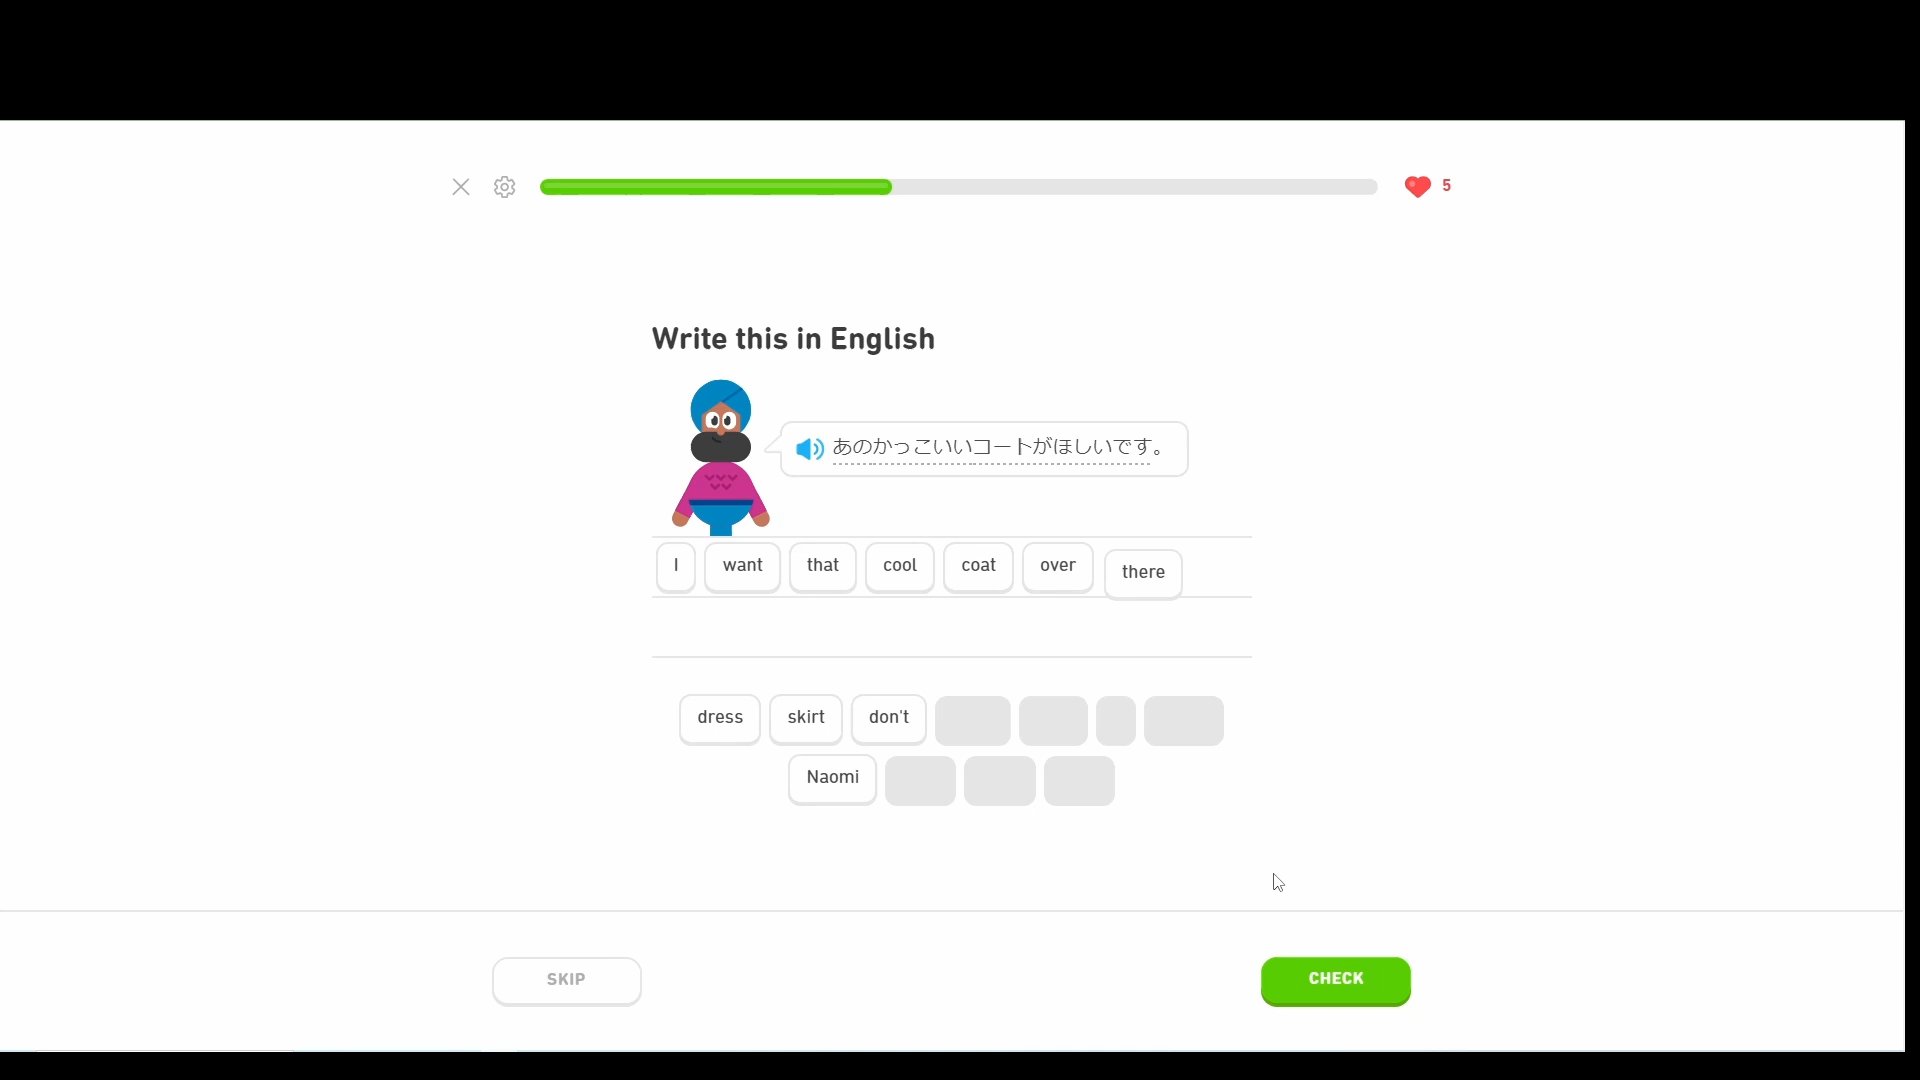 5
Write this in English
あのかっこいいコートがほしいです。
I want that cool coat over there
dress skirt don't
Naomi
SKIP CHECK